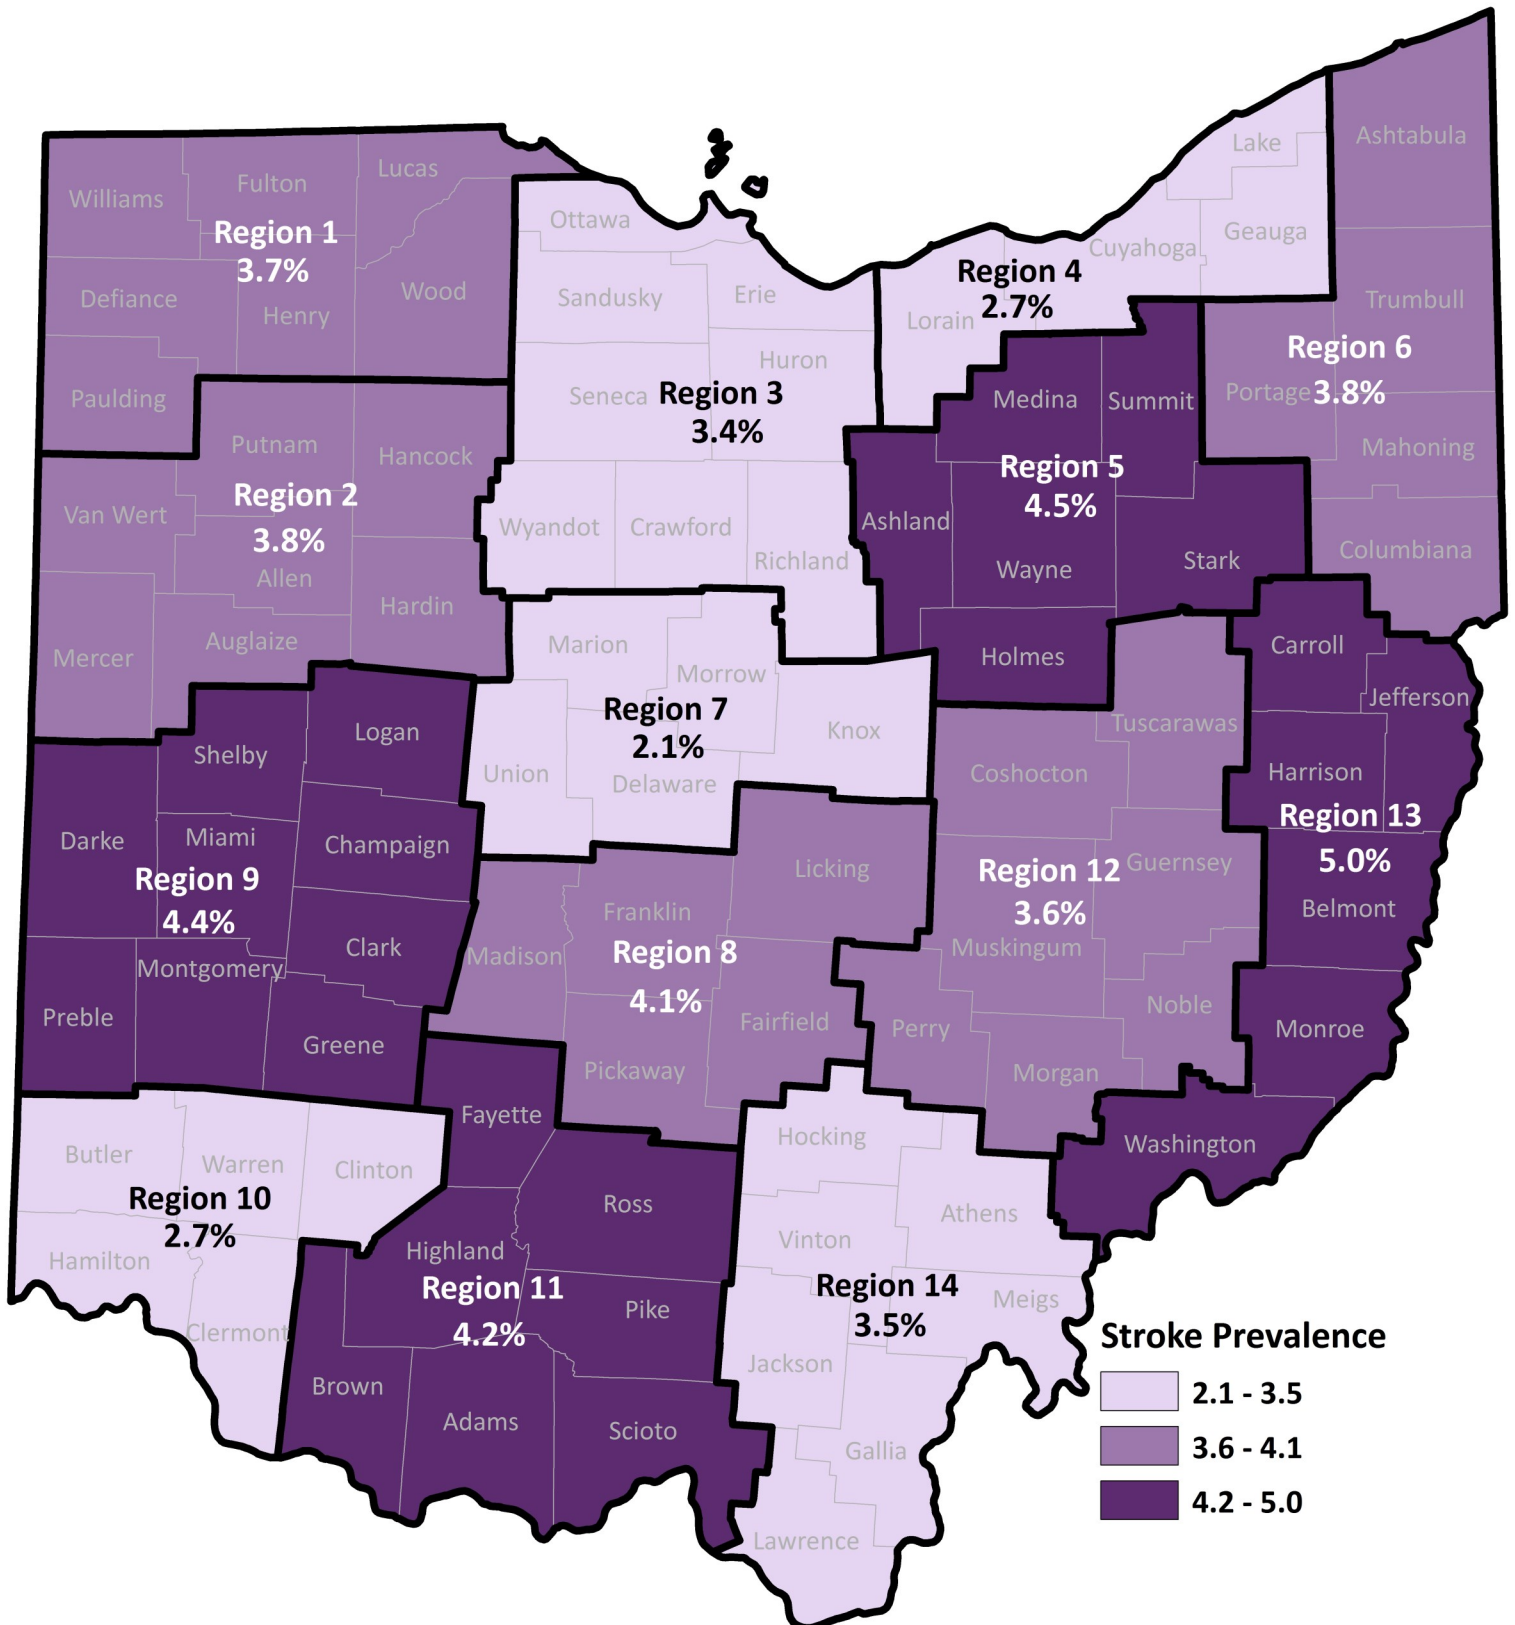 Williams
Fulton
Lucas
Region 1
3.7%
Defiance
Henry
Wood
Paulding
Putnam
Hancock
Region 2
3.8%
Van Wert
Allen
Hardin
Auglaize
Mercer
Ottawa
Sandusky
Erie
Huron
Seneca
Region 3
3.4%
Wyandot
Crawford
Richland
Lake
Geauga
Cuyahoga
Region 4
2.7%
Lorain
Medina
Summit
Region 5
4.5%
Ashland
Wayne
Stark
Holmes
Ashtabula
Trumbull
Region 6
3.8%
Portage
Mahoning
Columbiana
Marion
Morrow
Region 7
2.1%
Knox
Union
Delaware
Licking
Franklin
Madison
Region 8
4.1%
Fairfield
Pickaway
Logan
Shelby
Darke
Miami
Champaign
Region 9
4.4%
Clark
Montgomery
Preble
Greene
Butler
Warren
Clinton
Region 10
2.7%
Hamilton
Clermont
Fayette
Ross
Highland
Region 11
4.2%
Pike
Brown
Adams
Scioto
Tuscarawas
Coshocton
Guernsey
Region 12
3.6%
Muskingum
Noble
Perry
Morgan
Carroll
Jefferson
Harrison
Region 13
5.0%
Belmont
Monroe
Washington
Hocking
Athens
Vinton
Region 14
3.5%
Meigs
Jackson
Gallia
Lawrence
Stroke Prevalence
2.1 - 3.5
3.6 - 4.1
4.2 - 5.0